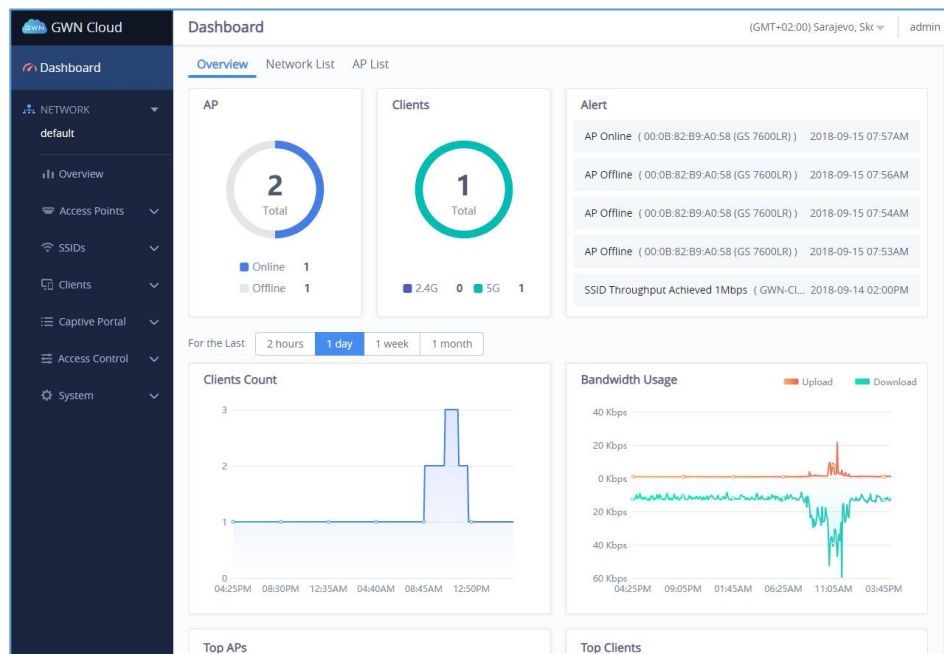 GWN GWN Cloud
Dashboard
(GMT+02:00) Sarajevo, Skc
admin
Dashboard
NETWORK
default
Overview
Access Points
SSIDs
Clients
Captive Portal
Access Control
System
Overview Network List AP List
AP
2
Total
Online 1
Offline 1
Clients
1
Total
2.4G 0 5G 1
Alert
AP Online ( 00:0B:82:B9:A0:58 (GS 7600LR) ) 2018-09-15 07:57AM
AP Offline ( 00:0B:82:B9:A0:58 (GS 7600LR) ) 2018-09-15 07:56AM
AP Offline ( 00:0B:82:B9:A0:58 (GS 7600LR) ) 2018-09-15 07:54AM
AP Offline ( 00:0B:82:B9:A0:58 (GS 7600LR) ) 2018-09-15 07:53AM
SSID Throughput Achieved 1Mbps ( GWN-Cl... 2018-09-14 02:00PM
For the Last 2 hours 1 day 1 week 1 month
Clients Count
3
2
1
0
04:25PM 08:30PM 12:35AM 04:40AM 08:45AM 12:50PM
Bandwidth Usage
Upload Download
40 Kbps
20 Kbps
0 Kbps
20 Kbps
40 Kbps
60 Kbps
04:25PM 09:05PM 01:45AM 06:25AM 11:05AM 03:45PM
Top APs
Top Clients